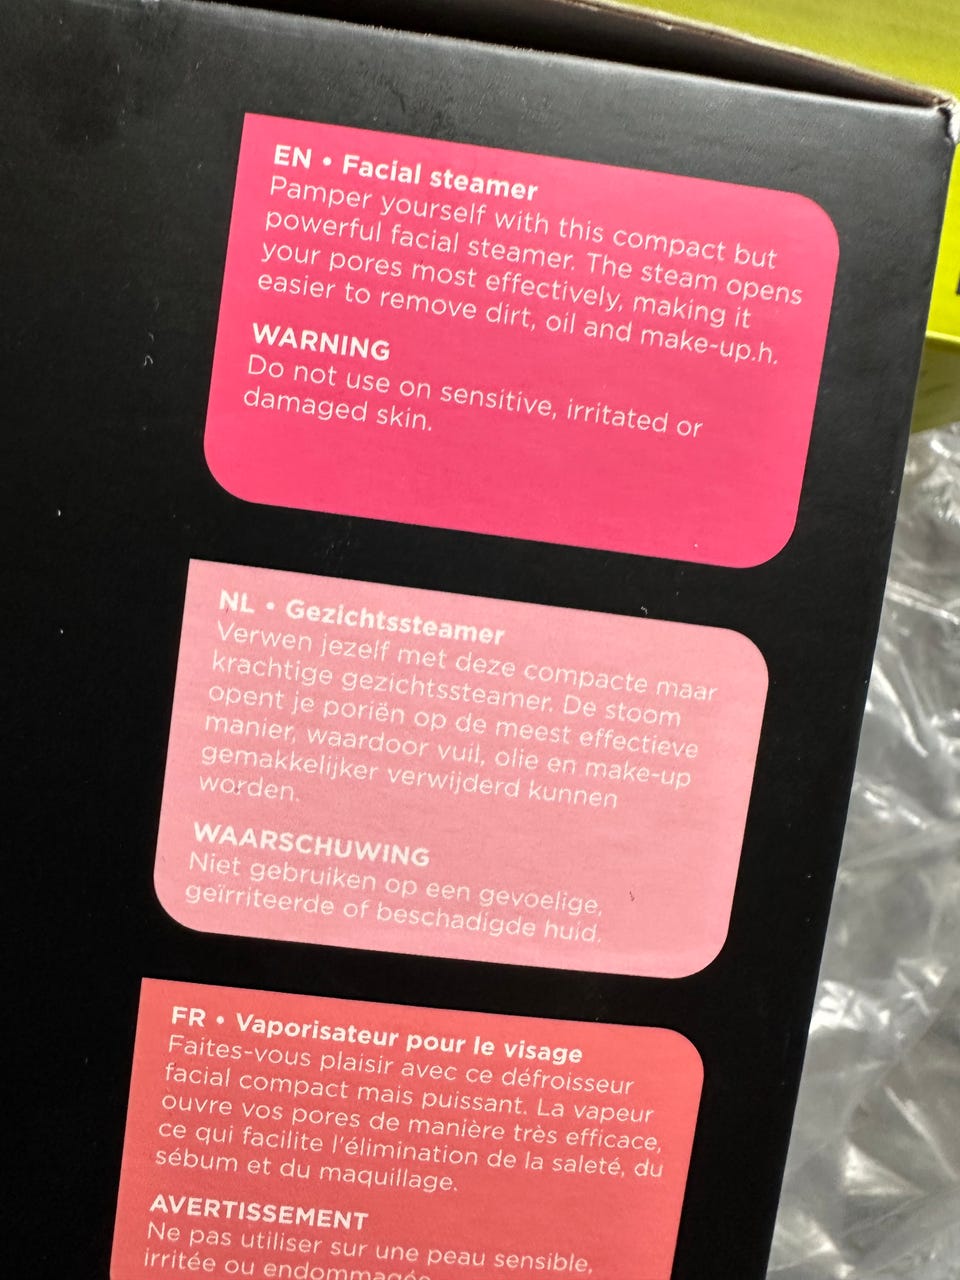 EN • Facial steamer
Pamper yourself with this compact but
powerful facial steamer. The steam opens
your pores most effectively, making it
easier to remove dirt, oil and make-up.h.
WARNING
Do not use on sensitive, irritated or
damaged skin.
NL • Gezichtssteamer
Verwen jezelf met deze compacte maar
krachtige gezichtssteamer. De stoom
opent je poriën op de meest effectieve
manier, waardoor vuil, olie en make-up
gemakkelijker verwijderd kunnen
worden.
WAARSCHUWING
Niet gebruiken op een gevoelige,
geïrriteerde of beschadigde huid.
FR • Vaporisateur pour le visage
Faites-vous plaisir avec ce défroisseur
facial compact mais puissant. La vapeur
ouvre vos pores de manière très efficace,
ce qui facilite l'élimination de la saleté, du
sébum et du maquillage.
AVERTISSEMENT
Ne pas utiliser sur une peau sensible,
irritée ou endommagée